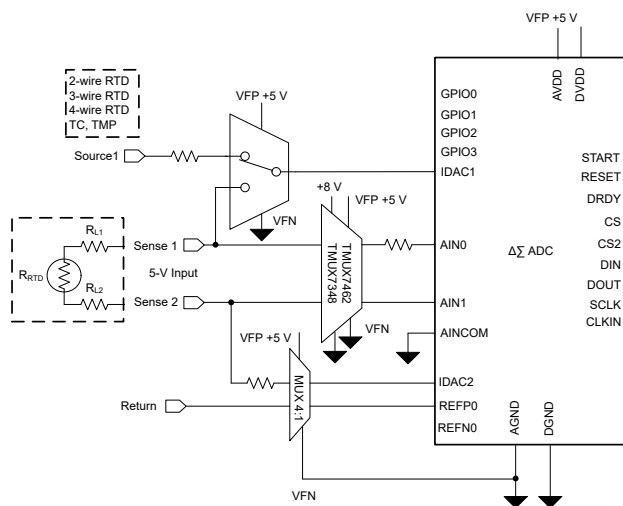 VFP +5 V
AVDD
DVDD
2-wire RTD
3-wire RTD
4-wire RTD
TC, TMP
VFP +5 V
GPIO0
GPIO1
GPIO2
GPIO3
IDAC1
START
RESET
DRDY
CS
CS2
DIN
DOUT
SCLK
CLKIN
Source1
VFN
+8 V
VFP +5 V
RL1
RRTD
RL2
Sense 1
5-V Input
Sense 2
TMUX7462
TMUX7348
AIN0
ΔΣ ADC
AIN1
VFN
AINCOM
VFP +5 V
MUX 4:1
IDAC2
Return
REFP0
REFN0
AGND
DGND
VFN